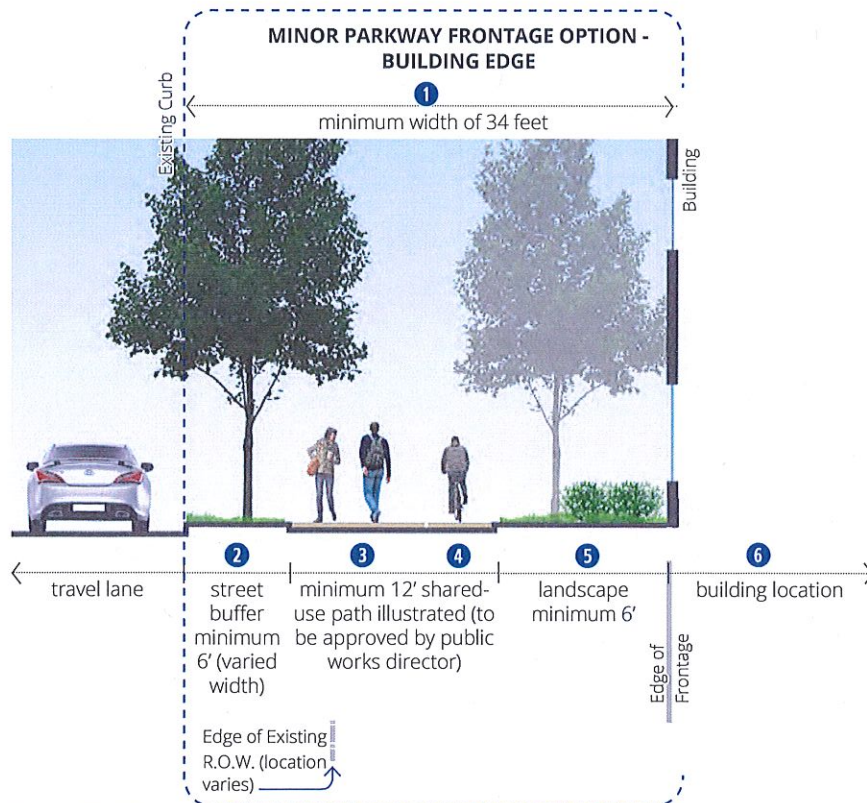 MINOR PARKWAY FRONTAGE OPTION -
BUILDING EDGE
1
minimum width of 34 feet
Existing Curb
Building
2
3
4
5
6
travel lane
street
buffer
minimum
6' (varied
width)
minimum 12' shared-
use path illustrated (to
be approved by public
works director)
landscape
minimum 6'
building location
Edge of
Frontage
Edge of Existing
R.O.W. (location
varies)